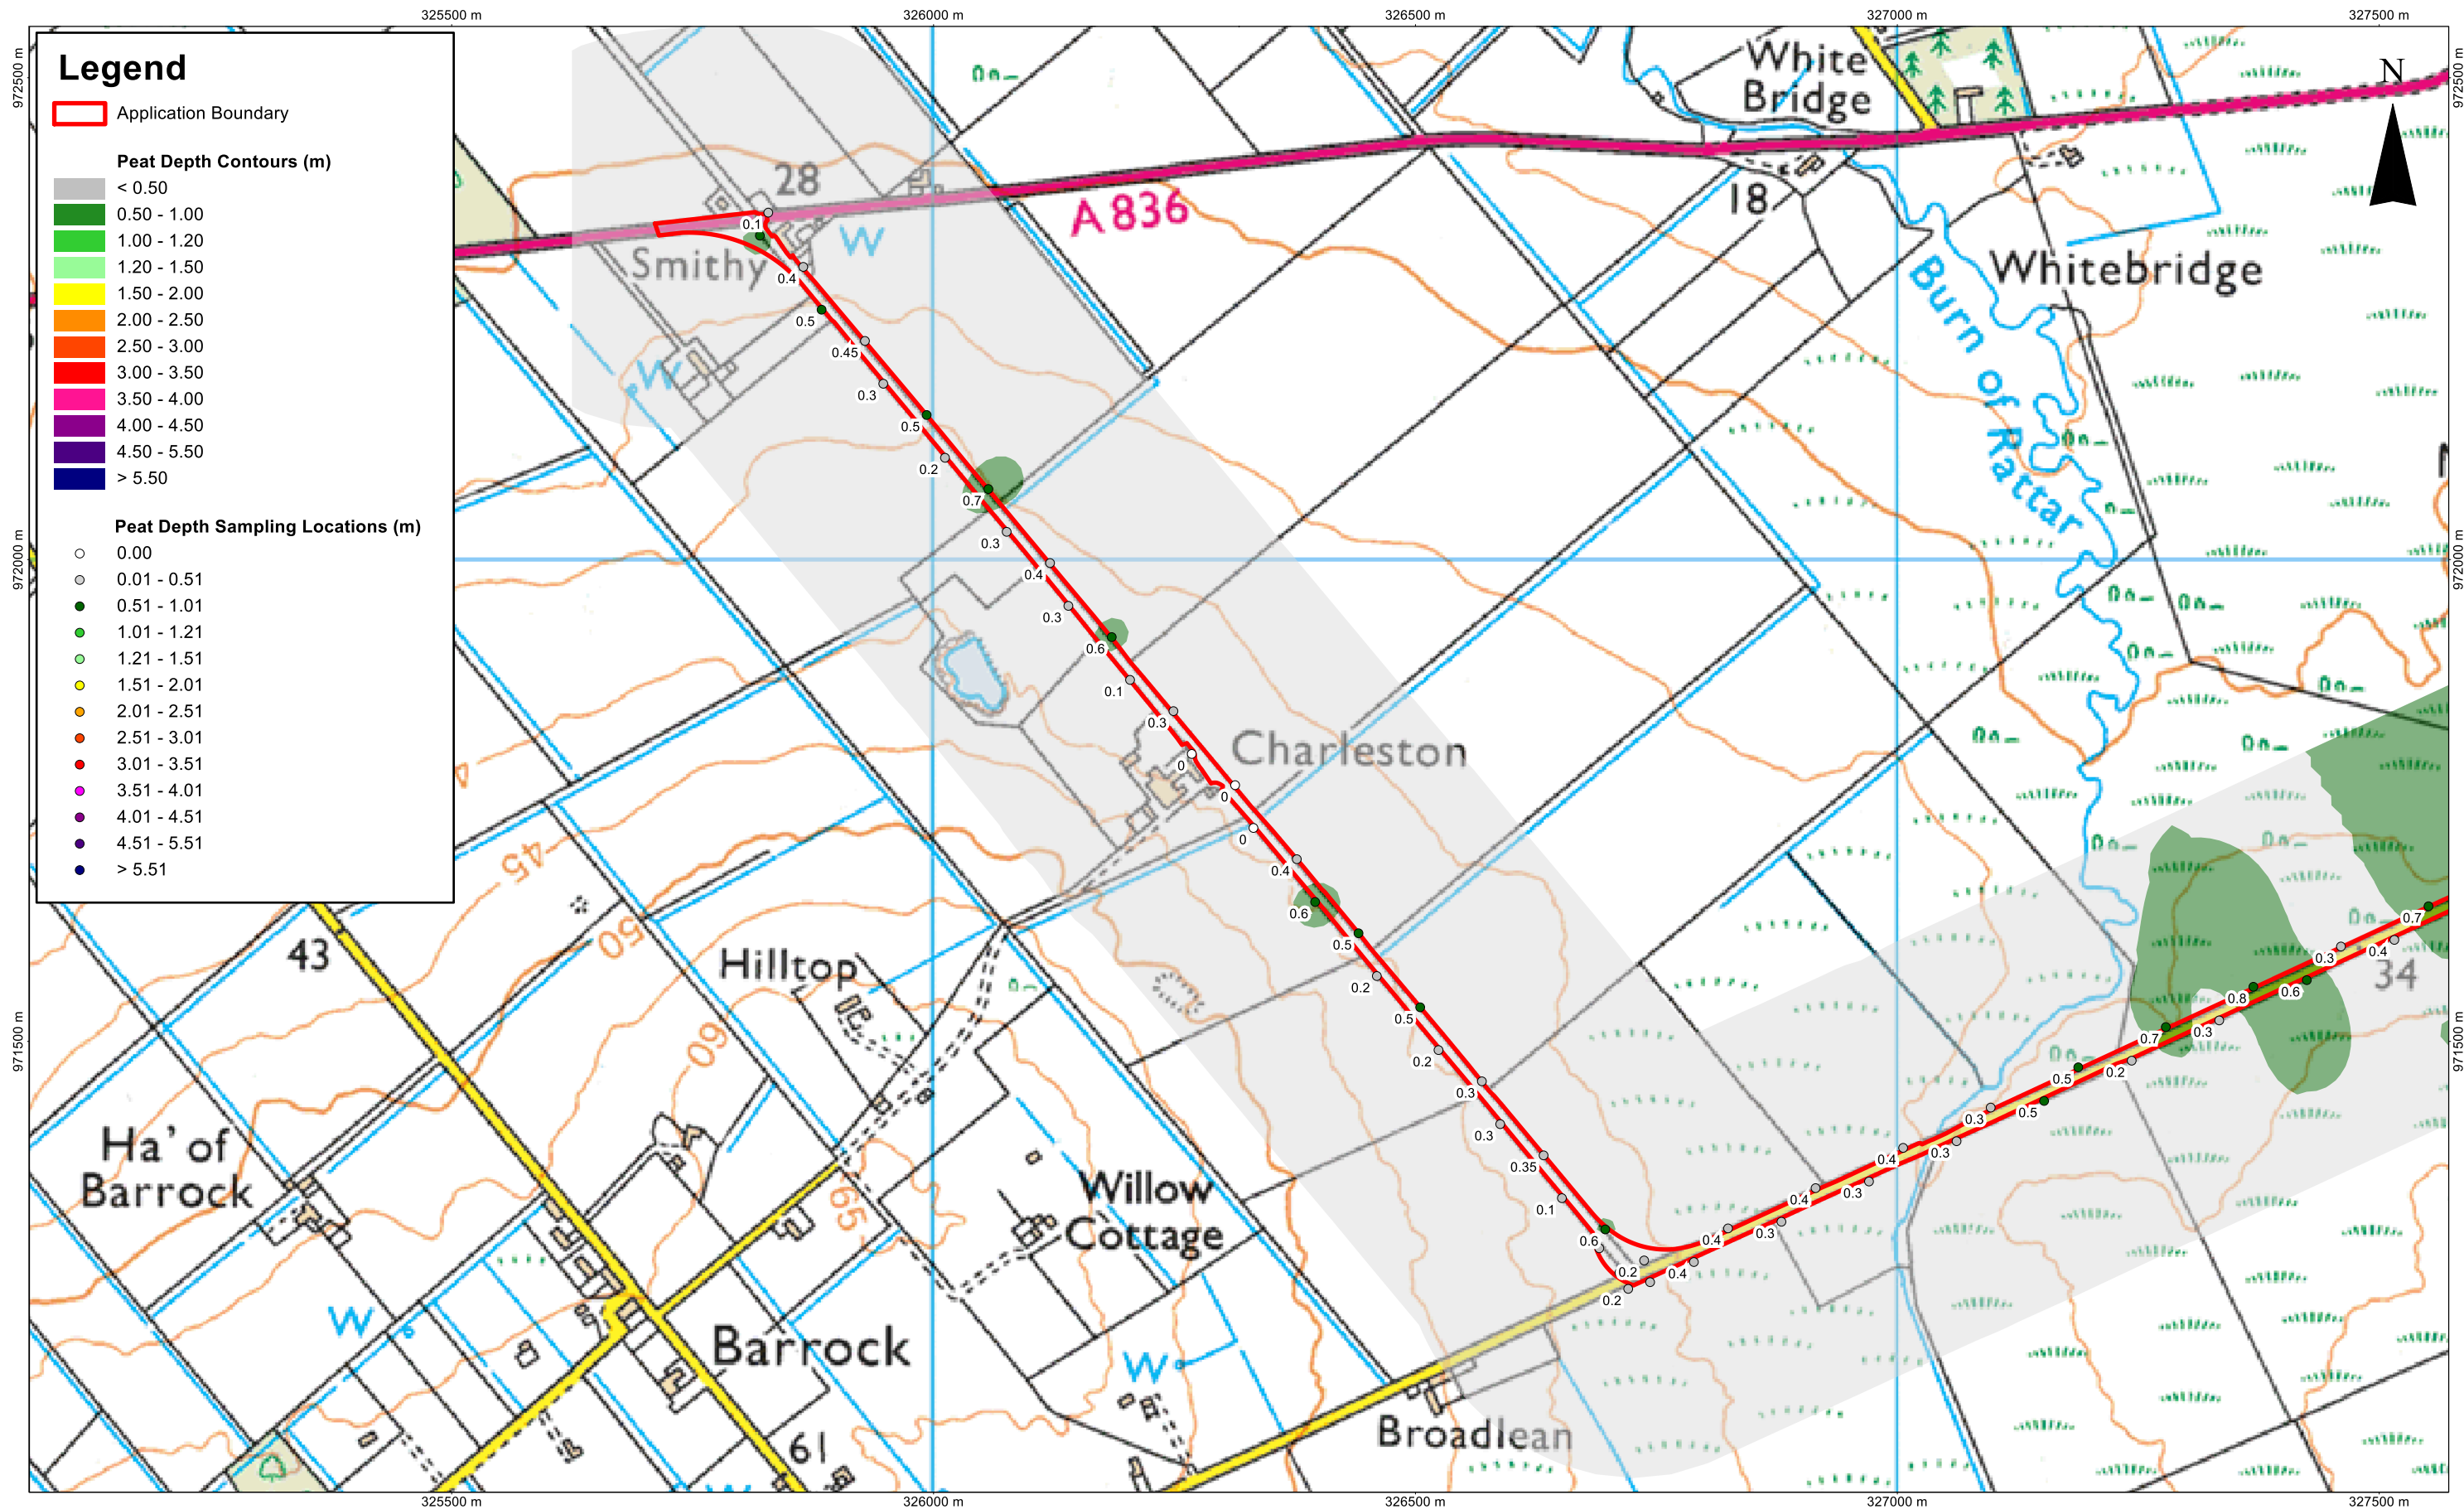 325500 m
326000 m
326500 m
327000 m
327500 m
972500 m
972500 m
Legend
Application Boundary
Peat Depth Contours (m)
< 0.50
0.50 - 1.00
1.00 - 1.20
1.20 - 1.50
1.50 - 2.00
2.00 - 2.50
2.50 - 3.00
3.00 - 3.50
3.50 - 4.00
4.00 - 4.50
4.50 - 5.50
> 5.50
Peat Depth Sampling Locations (m)
0.00
0.01 - 0.51
0.51 - 1.01
1.01 - 1.21
1.21 - 1.51
1.51 - 2.01
2.01 - 2.51
2.51 - 3.01
3.01 - 3.51
3.51 - 4.01
4.01 - 4.51
4.51 - 5.51
> 5.51
N
White
Bridge
28
18
A 836
Smithy
W
W
Whitebridge
Burn of Rattar
0.1
0.4
0.5
0.45
0.3
0.5
0.2
0.7
0.3
0.4
0.3
0.6
0.1
0.3
0
0
0
0.4
0.6
0.5
0.2
0.5
0.2
0.3
0.3
0.35
0.1
0.6
0.2
0.2
0.4
0.4
0.3
0.4
0.3
0.4
0.3
0.3
0.5
0.5
0.2
0.7
0.3
0.8
0.6
0.3
0.4
0.7
972000 m
972000 m
Charleston
4
45
50
43
Hilltop
34
60
971500 m
971500 m
Ha' of
Barrock
65
Willow
Cottage
W
Barrock
W
Broadlean
61
325500 m
326000 m
326500 m
327000 m
327500 m